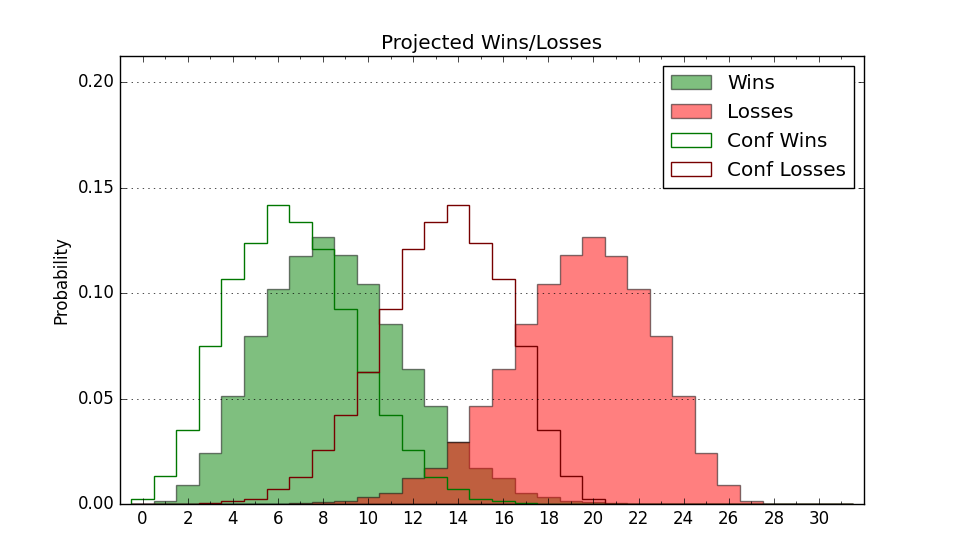 Projected Wins/Losses
Wins
Losses
Conf Wins
Conf Losses
Probability
0.20
0.15
0.10
0.05
0.00
0 2 4 6 8 10 12 14 16 18 20 22 24 26 28 30